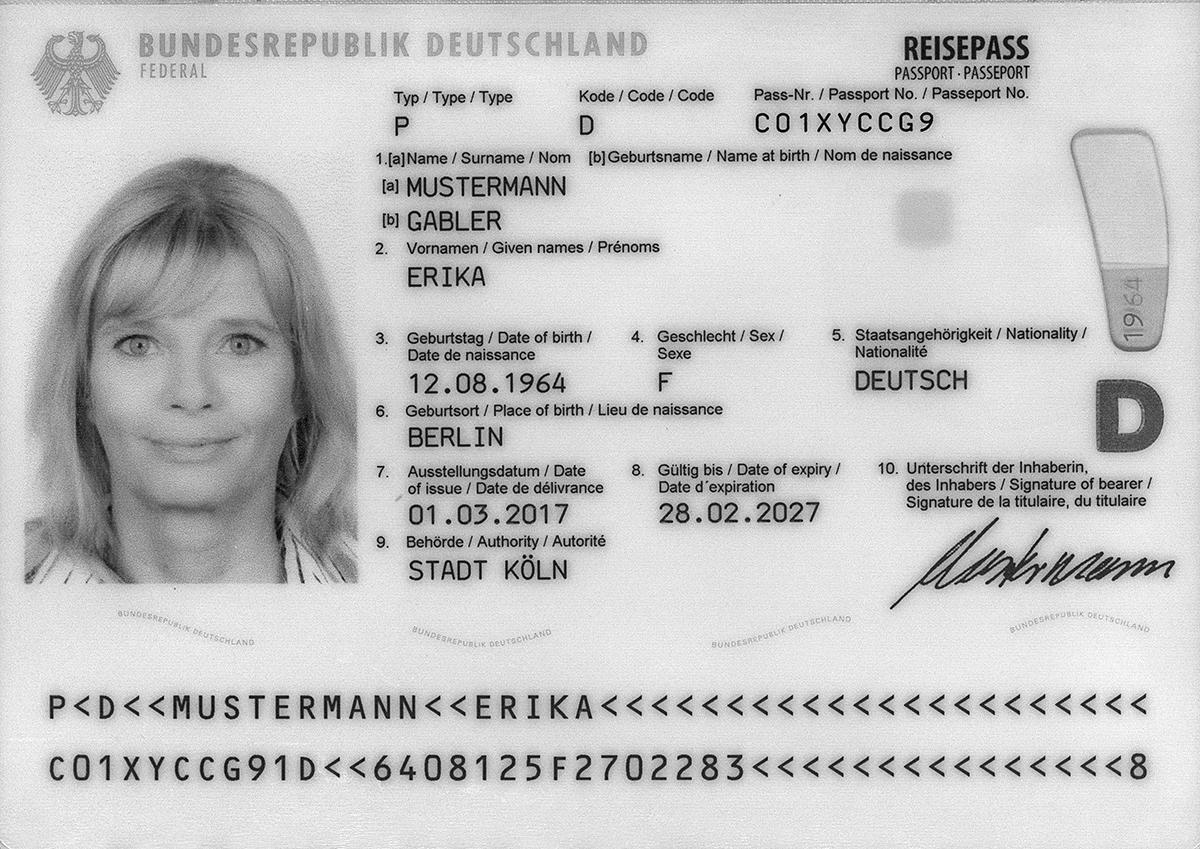 BUNDESREPUBLIK DEUTSCHLAND
FEDERAL
REISEPASS
PASSPORT · PASSEPORT
Typ / Type / Type Kode / Code / Code Pass-Nr. / Passport No. / Passeport No.
P D C01XYCCG9
1.[a]Name / Surname / Nom [b]Geburtsname / Name at birth / Nom de naissance
[a] MUSTERMANN
[b] GABLER
2. Vornamen / Given names / Prénoms
ERIKA
1964
3. Geburtstag / Date of birth / 4. Geschlecht / Sex / 5. Staatsangehörigkeit / Nationality /
Date de naissance Sexe Nationalité
12.08.1964 F DEUTSCH
D
6. Geburtsort / Place of birth / Lieu de naissance
BERLIN
7. Ausstellungsdatum / Date 8. Gültig bis / Date of expiry / 10. Unterschrift der Inhaberin,
of issue / Date de délivrance Date d´expiration des Inhabers / Signature of bearer /
Signature de la titulaire, du titulaire
01.03.2017 28.02.2027
9. Behörde / Authority / Autorité
STADT KÖLN
Mustermann
BUNDESREPUBLIK DEUTSCHLAND BUNDESREPUBLIK DEUTSCHLAND BUNDESREPUBLIK DEUTSCHLAND BUNDESREPUBLIK DEUTSCHLAND
P<D<<MUSTERMANN<<ERIKA<<<<<<<<<<<<<<<<<<<<<<
C01XYCCG91D<<6408125F2702283<<<<<<<<<<<<<<<8